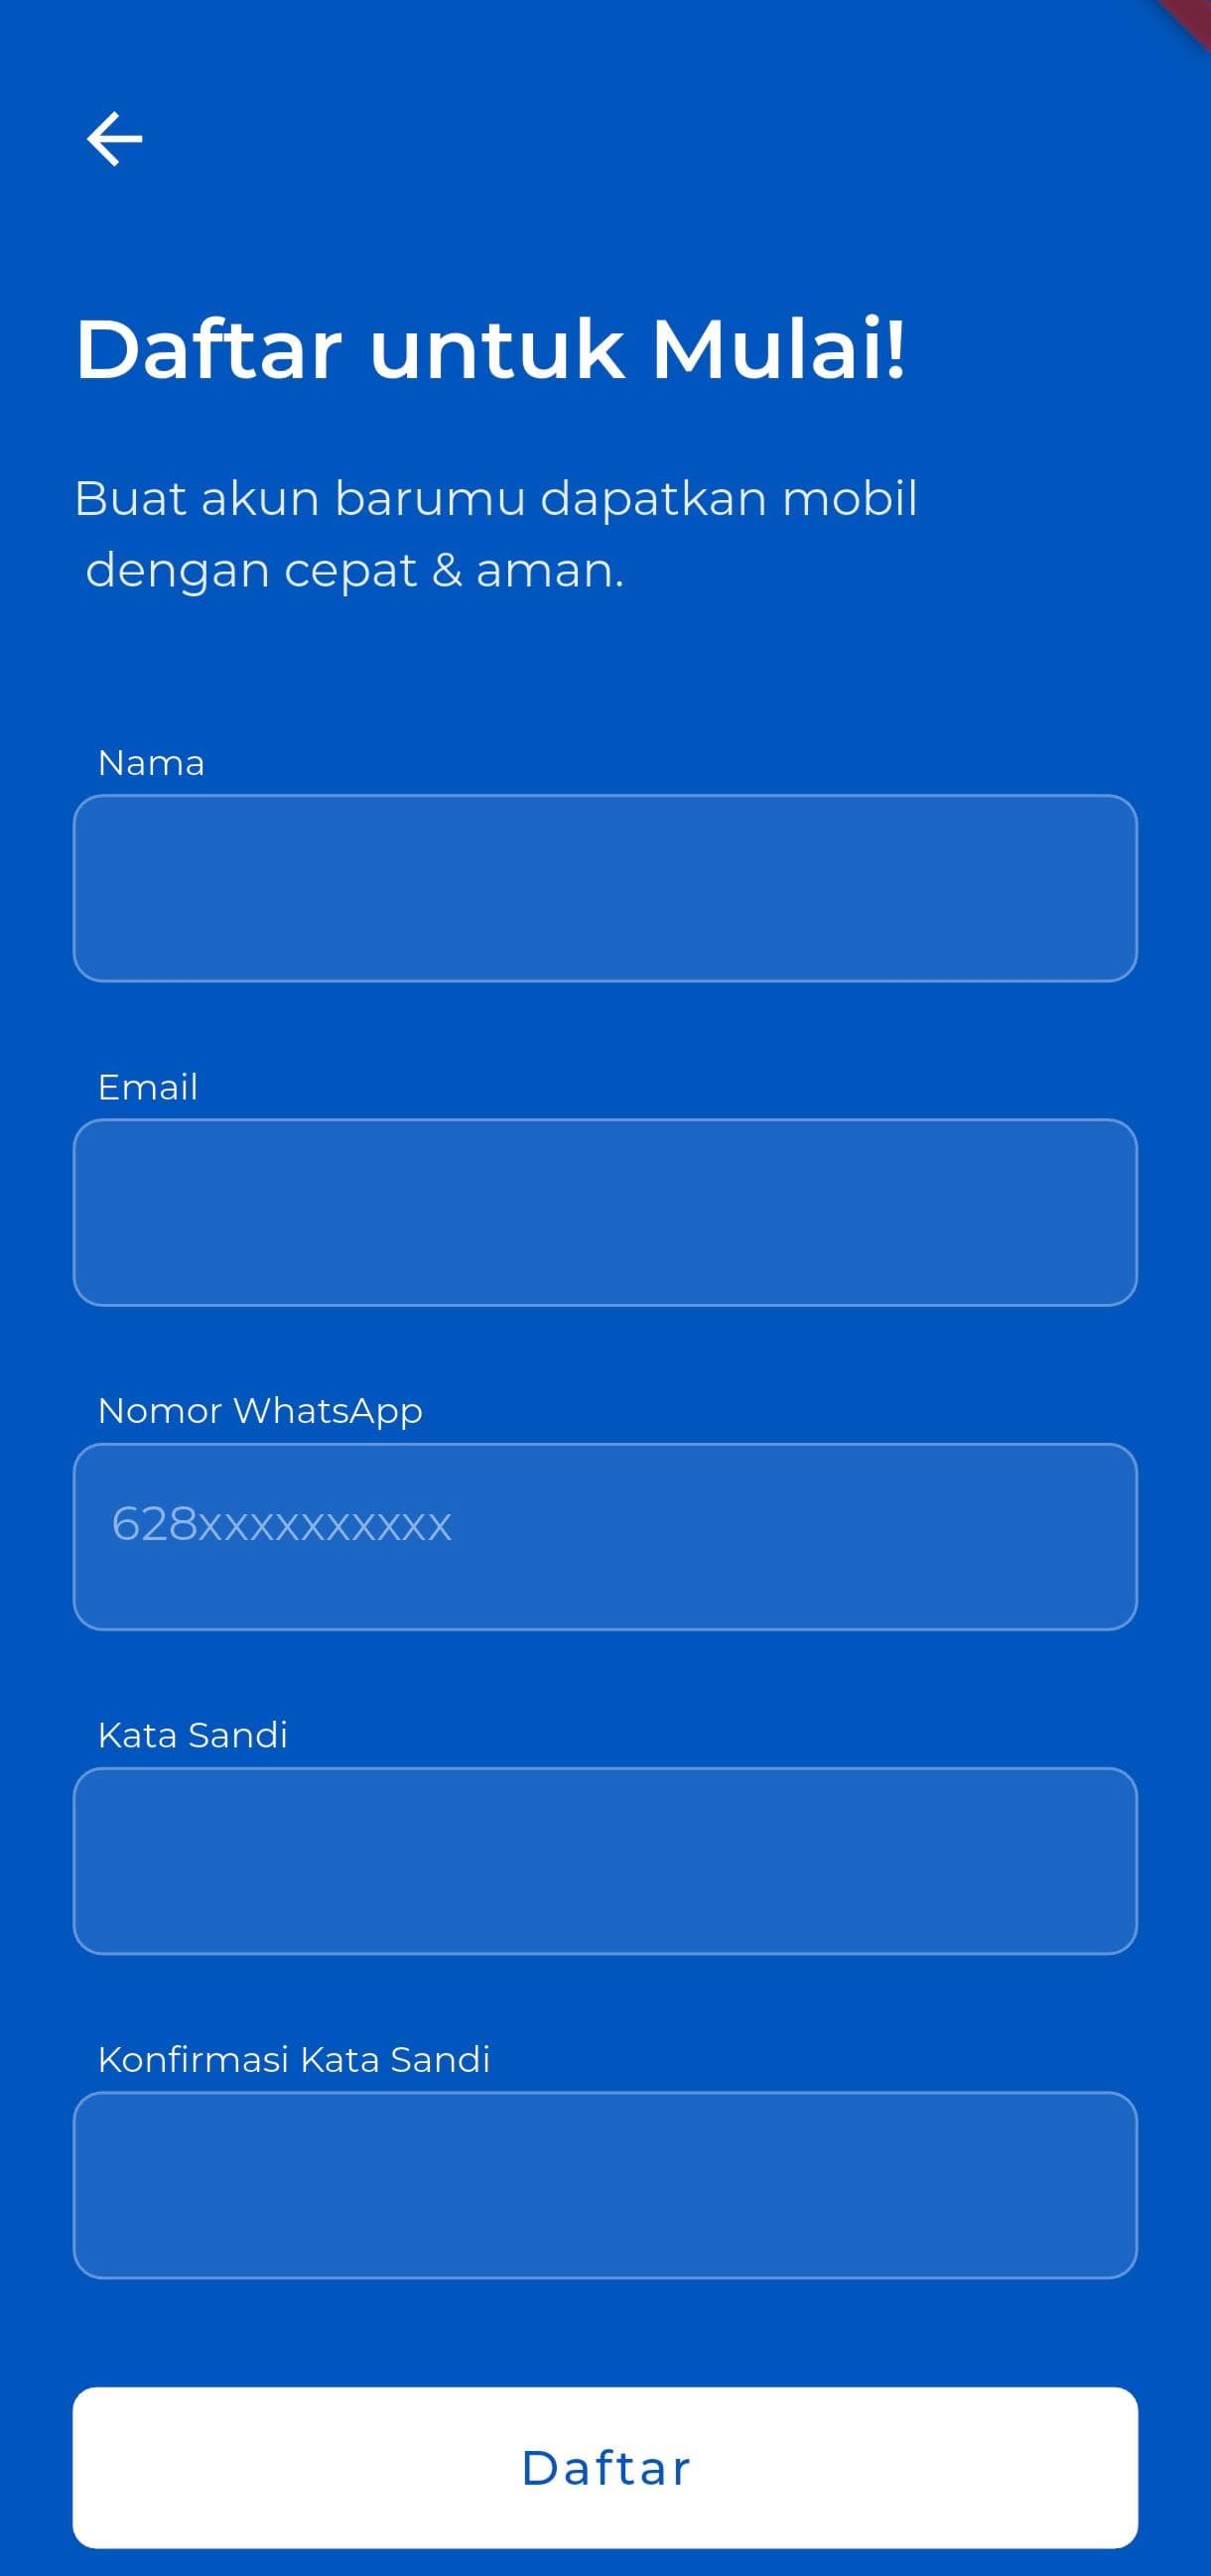 Daftar untuk Mulai!
Buat akun barumu dapatkan mobil
dengan cepat & aman.
Nama
Email
Nomor WhatsApp
628xxxxxxxxxx
Kata Sandi
Konfirmasi Kata Sandi
Daftar